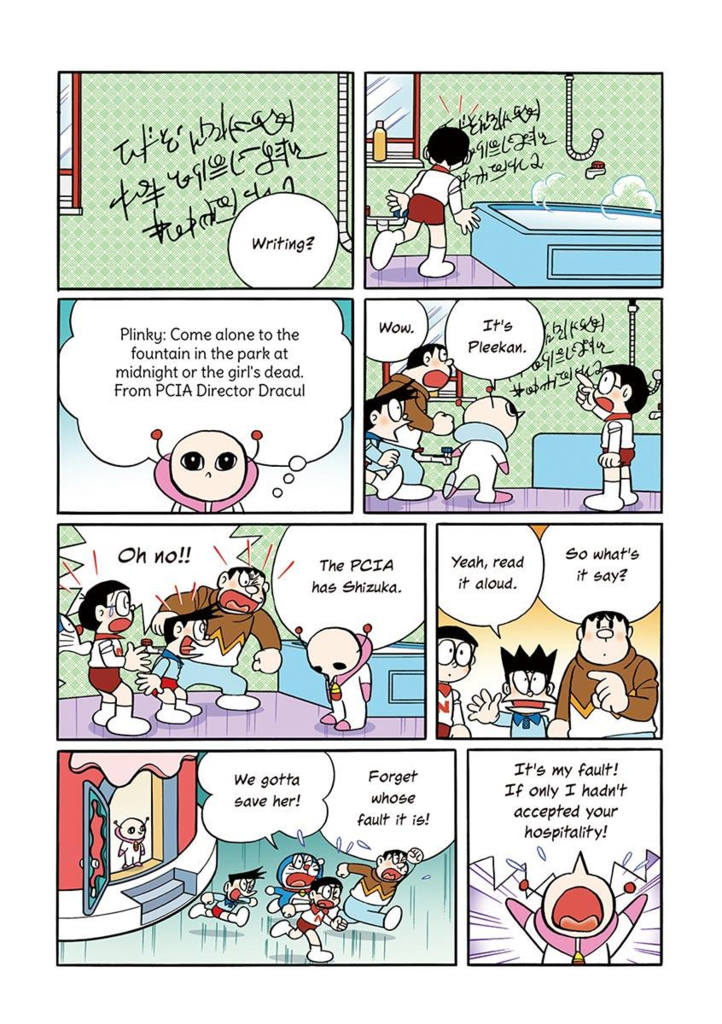 Writing?
It's
Pleekan.
Wow.
Plinky: Come alone to the
fountain in the park at
midnight or the girl's dead.
From PCIA Director Dracul
So what's
it say?
Yeah, read
it aloud.
The PCIA
has Shizuka.
Oh no!!
It's my fault!
If only I hadn't
accepted your
hospitality!
Forget
whose
fault it is!
We gotta
save her!